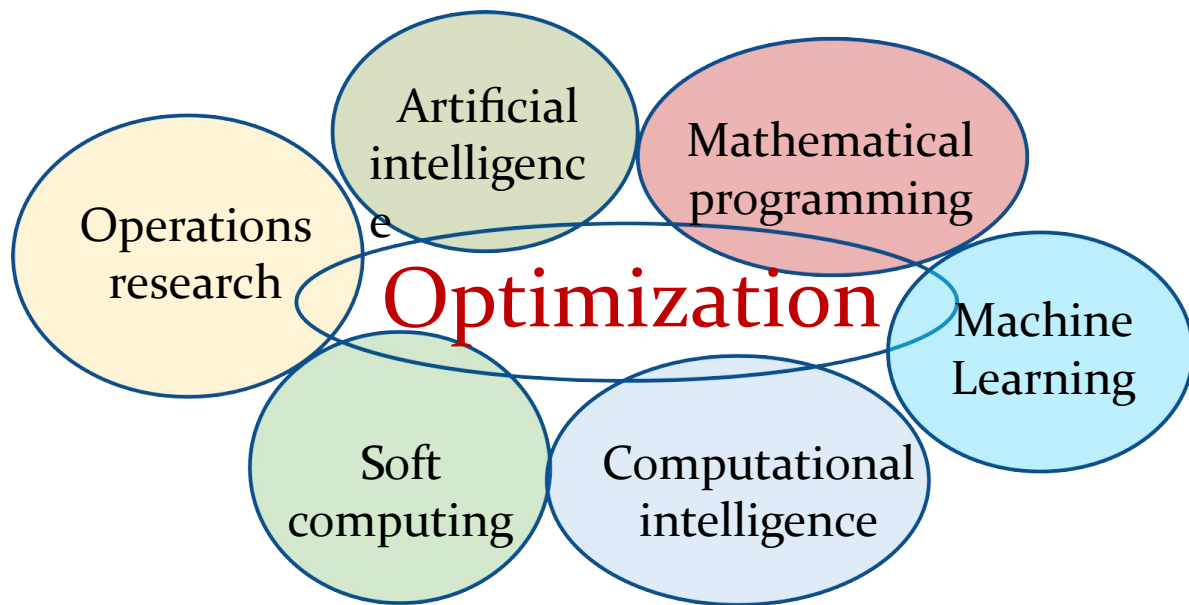 Artificial
intelligenc
e
Mathematical
programming
Operations
research
Optimization
Machine
Learning
Soft
computing
Computational
intelligence